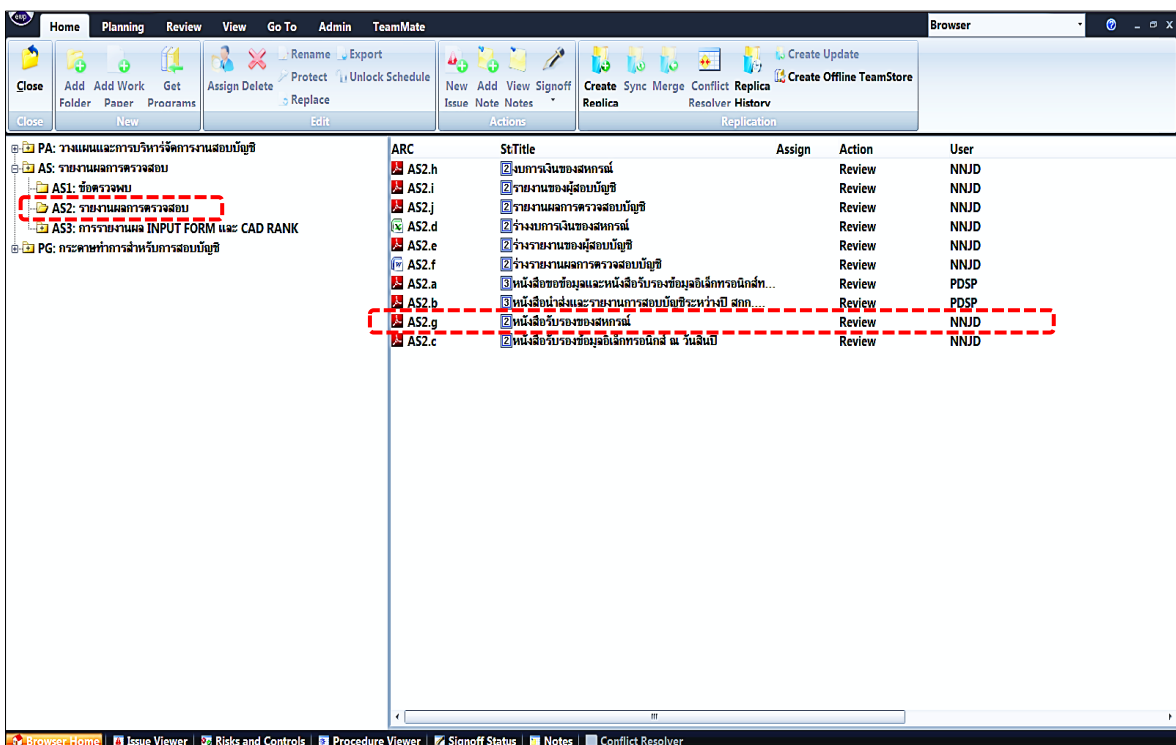 ewp
Home Planning Review View Go To Admin TeamMate Browser
Close
Add Folder
Add Work Paper
Get Programs
Assign
Delete
Rename
Export
Protect
Unlock Schedule
Replace
New Issue
Add Note
View Notes
Signoff
Create Replica
Sync
Merge
Conflict Resolver
Replica History
Create Update
Create Offline TeamStore
Close New Edit Actions Replication
PA: วางแผนและการบริหารจัดการงานสอบบัญชี
AS: รายงานผลการตรวจสอบ
AS1: ข้อตรวจพบ
AS2: รายงานผลการตรวจสอบ
AS3: การรายงานผล INPUT FORM และ CAD RANK
PG: กระดาษทำการสำหรับการสอบบัญชี
ARC St Title Assign Action User
AS2.h 2 งบการเงินของสหกรณ์ Review NNJD
AS2.i 2 รายงานของผู้สอบบัญชี Review NNJD
AS2.j 2 รายงานผลการตรวจสอบบัญชี Review NNJD
AS2.d 2 ร่างงบการเงินของสหกรณ์ Review NNJD
AS2.e 2 ร่างรายงานของผู้สอบบัญชี Review NNJD
AS2.f 2 ร่างรายงานผลการตรวจสอบบัญชี Review NNJD
AS2.a 3 หนังสือขอข้อมูลและหนังสือรับรองข้อมูลอิเล็กทรอนิกส์ท... Review PDSP
AS2.b 3 หนังสือนำส่งและรายงานการสอบบัญชีระหว่างปี สกก.... Review PDSP
AS2.g 2 หนังสือรับรองของสหกรณ์ Review NNJD
AS2.c 2 หนังสือรับรองข้อมูลอิเล็กทรอนิกส์ ณ วันสิ้นปี Review NNJD
Browser Home Issue Viewer Risks and Controls Procedure Viewer Signoff Status Notes Conflict Resolver